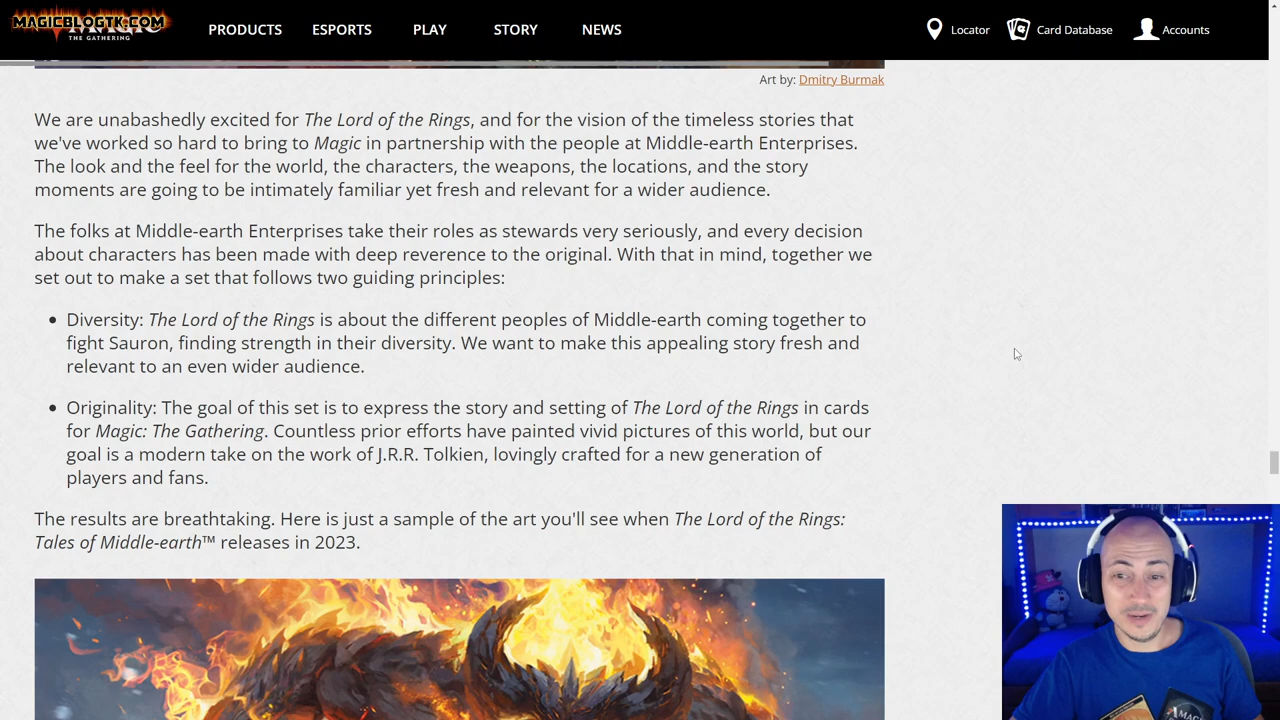 MAGICBLOGTK.COM
THE GATHERING
PRODUCTS ESPORTS PLAY STORY NEWS Locator Card Database Accounts
Art by: Dmitry Burmak
We are unabashedly excited for The Lord of the Rings, and for the vision of the timeless stories that
we've worked so hard to bring to Magic in partnership with the people at Middle-earth Enterprises.
The look and the feel for the world, the characters, the weapons, the locations, and the story
moments are going to be intimately familiar yet fresh and relevant for a wider audience.
The folks at Middle-earth Enterprises take their roles as stewards very seriously, and every decision
about characters has been made with deep reverence to the original. With that in mind, together we
set out to make a set that follows two guiding principles:
• Diversity: The Lord of the Rings is about the different peoples of Middle-earth coming together to
fight Sauron, finding strength in their diversity. We want to make this appealing story fresh and
relevant to an even wider audience.
• Originality: The goal of this set is to express the story and setting of The Lord of the Rings in cards
for Magic: The Gathering. Countless prior efforts have painted vivid pictures of this world, but our
goal is a modern take on the work of J.R.R. Tolkien, lovingly crafted for a new generation of
players and fans.
The results are breathtaking. Here is just a sample of the art you'll see when The Lord of the Rings:
Tales of Middle-earth™ releases in 2023.